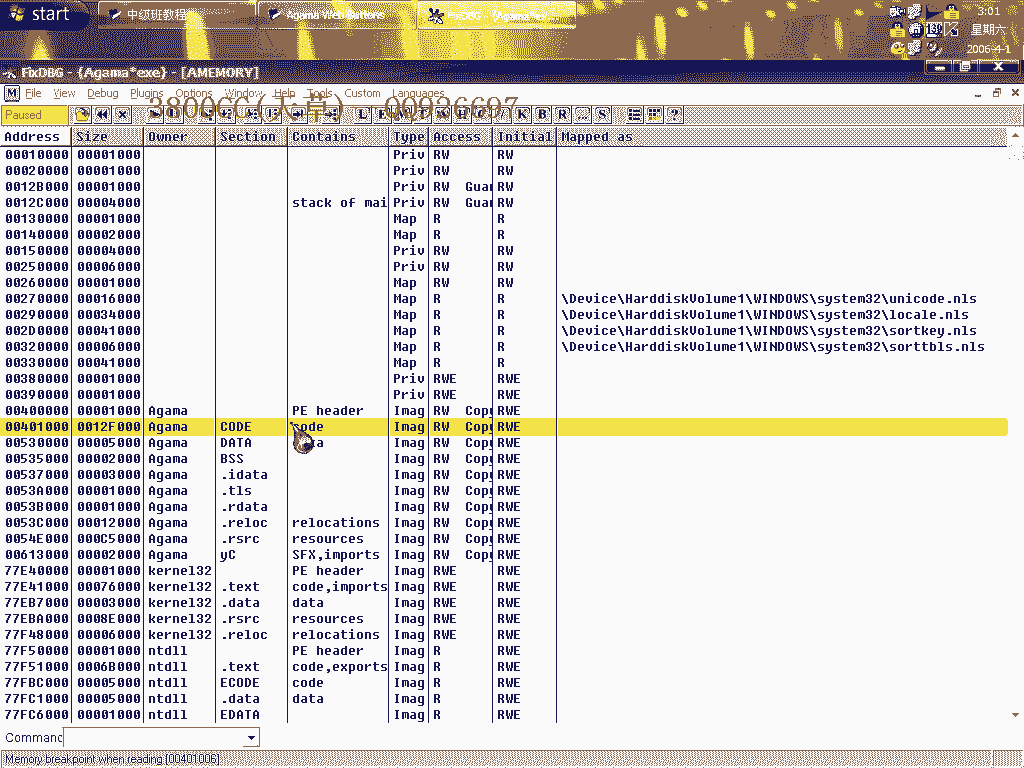 start 中级班教程 Agama Web Buttons FixDBG - {Agama*exe} 3:01
星期六
2006-4-1
FixDBG - {Agama*exe} - [AMEMORY]
M File View Debug Plugins Options Window Help Tools Custom Languages
3800CC(天草) QQ926697
Paused K B R ... S ?
Address Size Owner Section Contains Type Access Initial Mapped as
00010000 00001000 Priv RW RW
00020000 00001000 Priv RW RW
0012B000 00001000 Priv RW Guar RW
0012C000 00004000 stack of mai Priv RW Guar RW
00130000 00001000 Map R R
00140000 00002000 Map R R
00150000 00004000 Priv RW RW
00250000 00006000 Priv RW RW
00260000 00001000 Map RW RW
00270000 00016000 Map R R \Device\HarddiskVolume1\WINDOWS\system32\unicode.nls
00290000 00034000 Map R R \Device\HarddiskVolume1\WINDOWS\system32\locale.nls
002D0000 00041000 Map R R \Device\HarddiskVolume1\WINDOWS\system32\sortkey.nls
00320000 00006000 Map R R \Device\HarddiskVolume1\WINDOWS\system32\sorttbls.nls
00330000 00041000 Map R R
00380000 00001000 Priv RWE RWE
00390000 00001000 Priv RWE RWE
00400000 00001000 Agama PE header Imag RW Copy RWE
00401000 0012F000 Agama CODE code Imag RW Copy RWE
00530000 00005000 Agama DATA data Imag RW Copy RWE
00535000 00002000 Agama BSS Imag RW Copy RWE
00537000 00003000 Agama .idata Imag RW Copy RWE
0053A000 00001000 Agama .tls Imag RW Copy RWE
0053B000 00001000 Agama .rdata Imag RW Copy RWE
0053C000 00012000 Agama .reloc relocations Imag RW Copy RWE
0054E000 000C5000 Agama .rsrc resources Imag RW Copy RWE
00613000 00002000 Agama yC SFX,imports Imag RW Copy RWE
77E40000 00001000 kernel32 PE header Imag RWE RWE
77E41000 00076000 kernel32 .text code,imports Imag RWE RWE
77EB7000 00003000 kernel32 .data data Imag RWE RWE
77EBA000 0008E000 kernel32 .rsrc resources Imag RWE RWE
77F48000 00006000 kernel32 .reloc relocations Imag RWE RWE
77F50000 00001000 ntdll PE header Imag R RWE
77F51000 0006B000 ntdll .text code,exports Imag R RWE
77FBC000 00005000 ntdll ECODE code Imag R RWE
77FC1000 00005000 ntdll .data data Imag R RWE
77FC6000 00001000 ntdll EDATA Imag R RWE
Command
Memory breakpoint when reading [00401006]